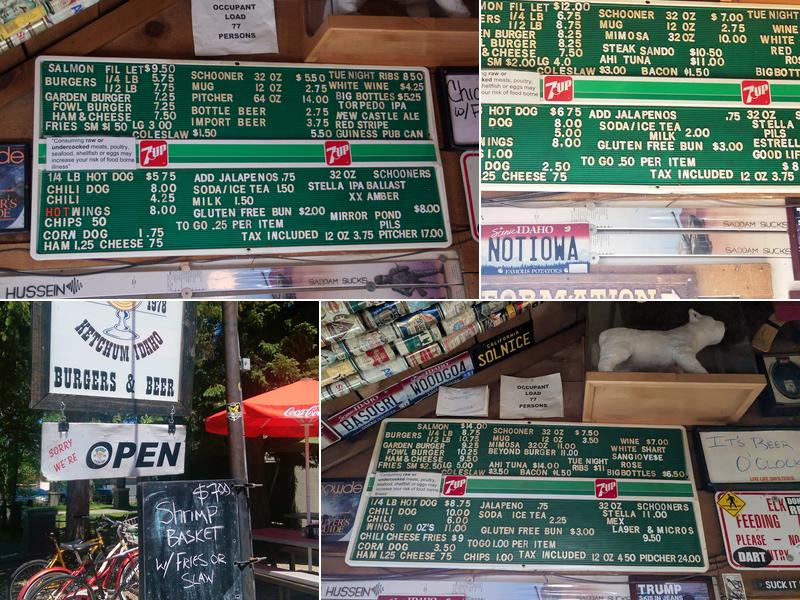 OCCUPANT
LOAD
77
PERSONS
SALMON FIL LET $9.50
BURGERS 1/4 LB 5.75
1/2 LB 7.75
GARDEN BURGER 7.25
FOWL BURGER 7.25
HAM & CHEESE 7.50
FRIES SM $1 50 LG 3 00
COLESLAW $1.50
SCHOONER 32 OZ $ 5.50
MUG 12 OZ 2.00
PITCHER 64 OZ 14.00
BOTTLE BEER 2.75
IMPORT BEER 3.75
5.50 GUINESS PUB CAN
TUE NIGHT RIBS 8 50
WHITE WINE $4.25
BIG BOTTLES $5.25
TORPEDO IPA
NEW CASTLE ALE
RED STRIPE
"Consuming raw or
undercooked meats, poultry,
seafood, shellfish or eggs may
increase your risk of food borne
illness"
7UP
7UP
1/4 LB HOT DOG $5 75
CHILI DOG 8.00
CHILI 4.25
HOT WINGS 8.00
CHIPS 50
CORN DOG 1.75
HAM 1.25 CHEESE 75
ADD JALAPENOS .75
SODA/ICE TEA 1.50
MILK 1.50
GLUTEN FREE BUN $2.00
TO GO .25 PER ITEM
TAX INCLUDED 12 OZ 3.75 PITCHER 17.00
32 OZ SCHOONERS
STELLA IPA BALLAST
XX AMBER
MIRROR POND $8.00
PILS
HUSSEIN
SADDAM SUCKS
MON FIL LET $12.00
ERS 1/4 LB 6.75
1/2 LB 8.75
EN BURGER 8.25
BURGER 8.25
& CHEESE 7.50
SM $2.00 LG 4.0
COLESLAW $3.00 BACON $1.50
SCHOONER 32 OZ $ 7.00
MUG 12 OZ 2.75
MIMOSA 32 OZ 10.00
STEAK SANDO $10.50
AHI TUNA $11.00
TUE NIGHT
WINE
WHITE
RED
BIG BOTT
7UP
7UP
HOT DOG $6.75
DOG 8.00
5.00
WINGS 8.00
1.00
DOG 2.50
25 CHEESE 75
ADD JALAPENOS .75
SODA/ICE TEA
MILK 2.00
GLUTEN FREE BUN $3.00
TO GO .50 PER ITEM
TAX INCLUDED 12 OZ 3.75
32 OZ
STELLA
PILS
ESTRELL
GOOD LIF
$ 8
Scenic IDAHO
NOTIOWA
FAMOUS POTATOES
SADDAM SUCKS
FORMATION
1978
KETCHUM IDAHO
BURGERS & BEER
SORRY
WE'RE
OPEN
Coca-Cola
$7.00
Shrimp
BASKET
w/ FRIES OR
SLAW
BASQGRL
WOODGO4
CALIFORNIA
SOLNICE
OCCUPANT
LOAD
77
PERSONS
SALMON $14.00
BURGERS 1/4 LB 8.75
1/2 LB 10.75
GARDEN BURGER 9.25
FOWL BURGER 10.25
HAM & CHEESE 9.50
FRIES SM $2.50 LG 5.00
COLESLAW $3.50 BACON $1.50
SCHOONER 32 OZ $ 7.50
MUG 12 OZ 3.50
MIMOSA 32OZ 11.00
BEYOND BURGER 11.00
AHI TUNA $14.00
TUE NIGHT
RIBS $11
WINE $7.00
WHITE SHART
SANGIOVESE
ROSE
BIG BOTTLES $6.50
7UP
7UP
1/4 LB HOT DOG $8.75
CHILI DOG 10.00
CHILI 6.00
WINGS 10 OZ'S 11.00
CHILI CHEESE FRIES $9
CORN DOG 3.50
HAM 1.25 CHEESE 75 CHIPS 1.00
JALAPENO .75
SODA ICE TEA 2.25
GLUTEN FREE BUN $3.00
TO GO 1.00 PER ITEM
TAX INCLUDED 12 OZ 4 50 PIDCHER 24.00
32 OZ SCHOONERS
STELLA 11.00
MEX
LAGER & MICROS
9.50
IT'S BEER
O'CLOCK
ELK
FEEDING
PLEASE - NO
ENTRY
DART
SUCK IT
HUSSEIN
SADDAM SUCKS
TRUMP